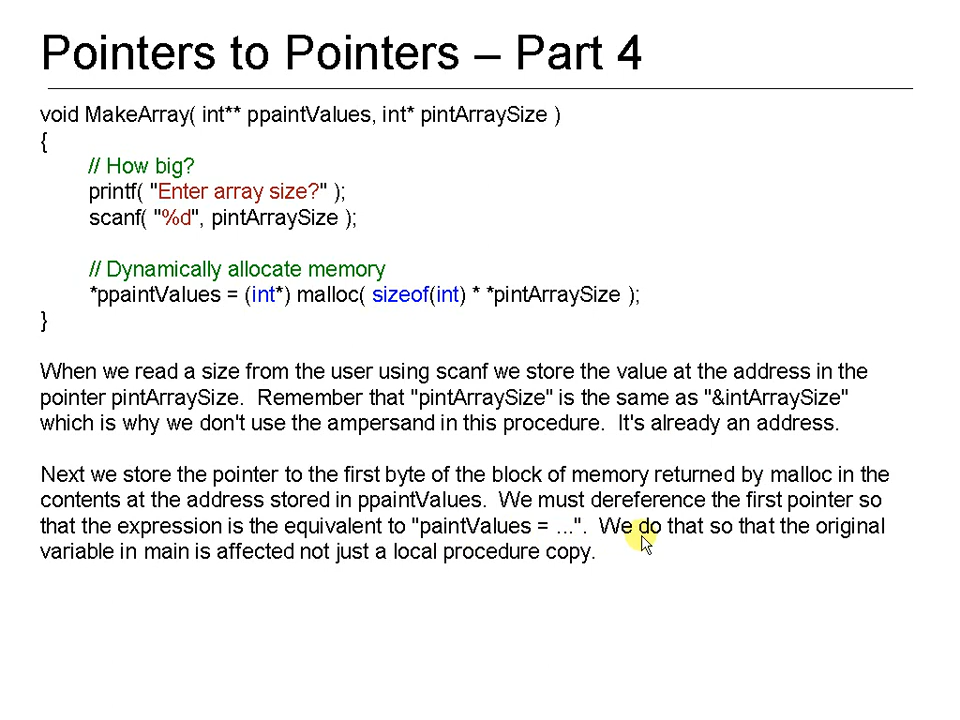 Pointers to Pointers – Part 4
void MakeArray( int** ppaintValues, int* pintArraySize )
{
// How big?
printf( "Enter array size?" );
scanf( "%d", pintArraySize );
// Dynamically allocate memory
*ppaintValues = (int*) malloc( sizeof(int) * *pintArraySize );
}
When we read a size from the user using scanf we store the value at the address in the
pointer pintArraySize.  Remember that "pintArraySize" is the same as "&intArraySize"
which is why we don't use the ampersand in this procedure.  It's already an address.
Next we store the pointer to the first byte of the block of memory returned by malloc in the
contents at the address stored in ppaintValues.  We must dereference the first pointer so
that the expression is the equivalent to "paintValues = ...".  We do that so that the original
variable in main is affected not just a local procedure copy.